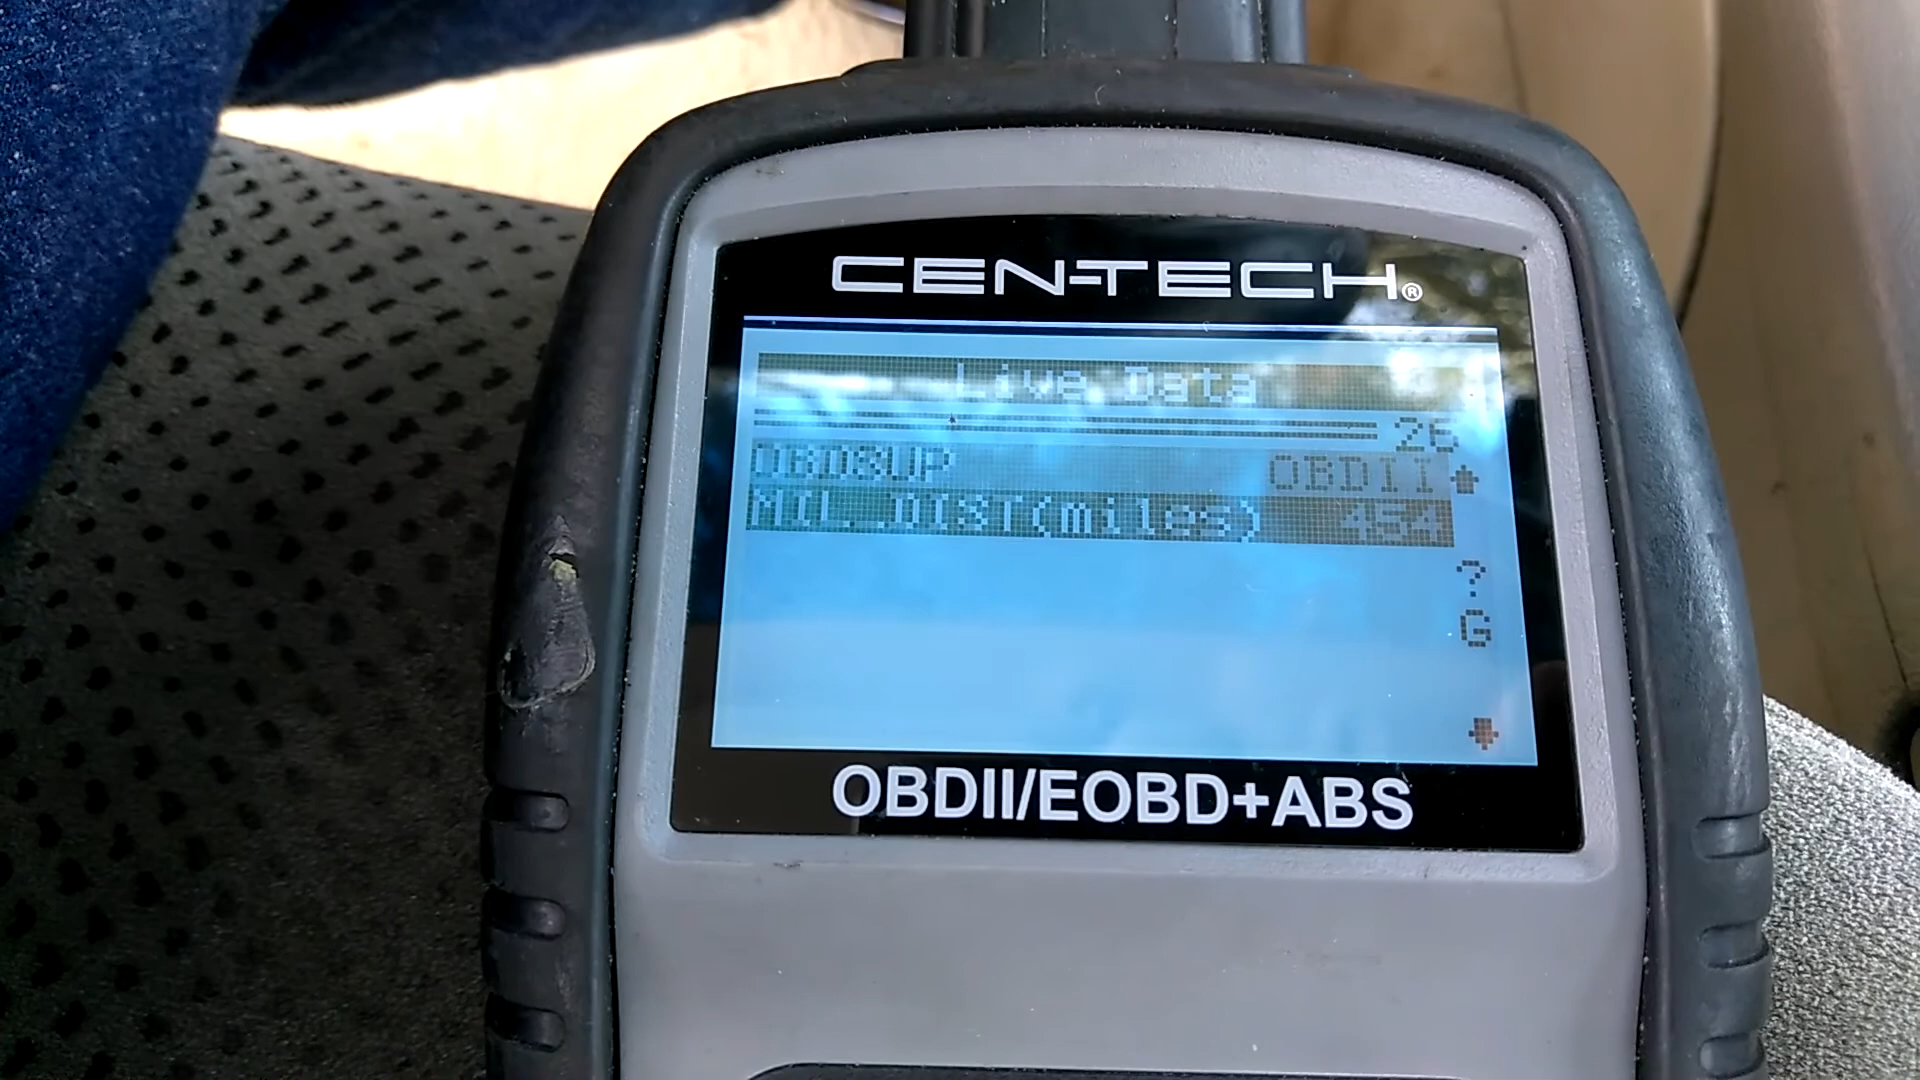 CEN-TECH®
Live Data
26
OBDSUP OBDII
MIL_DIST(miles) 454
?
G
OBDII/EOBD+ABS